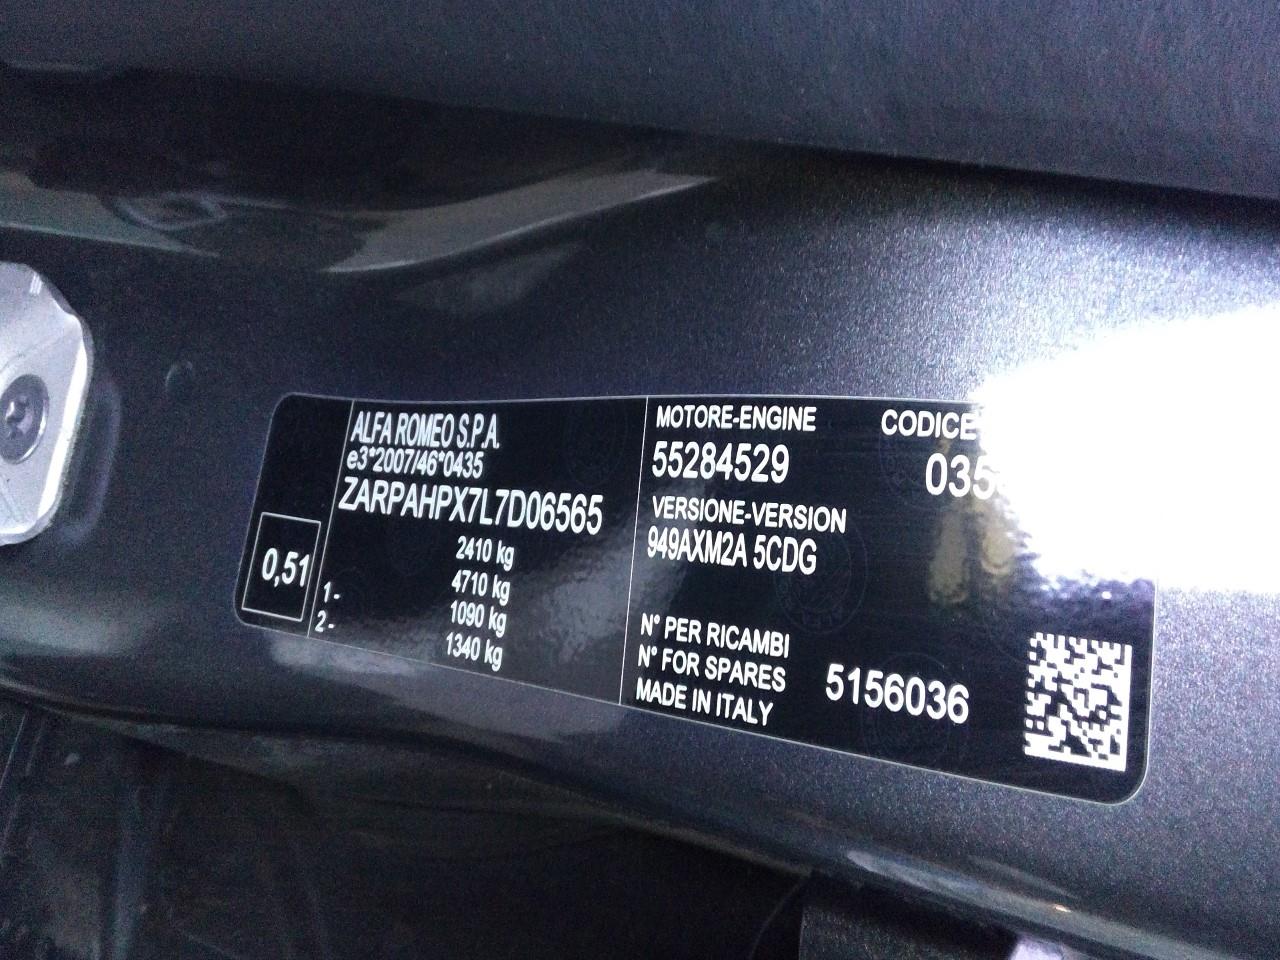 ALFA ROMEO S.P.A.
e3*2007/46*0435
ZARPAHPX7L7D06565
2410 kg
4710 kg
1- 1090 kg
2- 1340 kg
0,51
MOTORE-ENGINE
55284529
CODICE
VERSIONE-VERSION
949AXM2A 5CDG
N° PER RICAMBI
N° FOR SPARES
5156036
MADE IN ITALY